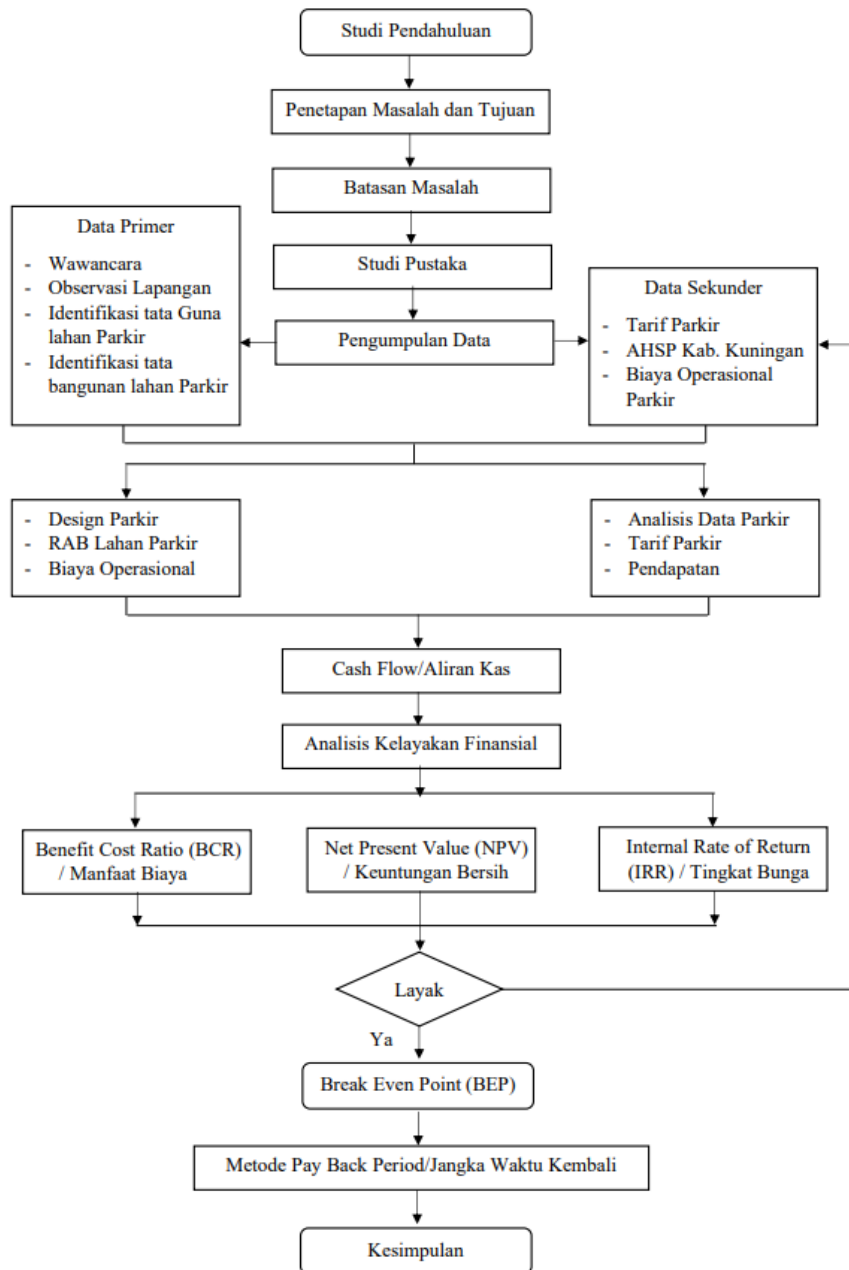 Studi Pendahuluan
Penetapan Masalah dan Tujuan
Batasan Masalah
Data Primer
- Wawancara
- Observasi Lapangan
- Identifikasi tata Guna
lahan Parkir
- Identifikasi tata
bangunan lahan Parkir
Studi Pustaka
Pengumpulan Data
Data Sekunder
- Tarif Parkir
- AHSP Kab. Kuningan
- Biaya Operasional
Parkir
- Design Parkir
- RAB Lahan Parkir
- Biaya Operasional
- Analisis Data Parkir
- Tarif Parkir
- Pendapatan
Cash Flow/Aliran Kas
Analisis Kelayakan Finansial
Benefit Cost Ratio (BCR)
/ Manfaat Biaya
Net Present Value (NPV)
/ Keuntungan Bersih
Internal Rate of Return
(IRR) / Tingkat Bunga
Layak
Ya
Break Even Point (BEP)
Metode Pay Back Period/Jangka Waktu Kembali
Kesimpulan